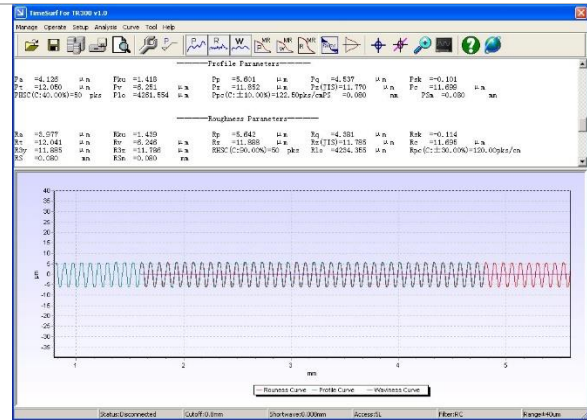 TimeSurf For TR200 v1.0
Manage Operate Setup Analysis Curve Tool Help
P R W P MR W MR R MR
Profile Parameters
Pa =4.126 μm Pku =1.418 Pp =5.601 μm Pq =4.537 μm Psk =-0.101
Pt =12.050 μm Pv =6.251 μm Pz =11.852 μm Pz(JIS)=11.770 μm Pc =11.699 μm
PHSC(C:40.00%)=50 pks Plo =4261.554 μm Ppc(C:±10.00%)=122.50pks/cm PS =0.080 mm PSm =0.080 mm
Roughness Parameters
Ra =3.977 μm Rku =1.439 Rp =5.642 μm Rq =4.381 μm Rsk =-0.114
Rt =12.041 μm Rv =6.246 μm Rz =11.888 μm Rz(JIS)=11.785 μm Rc =11.695 μm
R3y =11.885 μm R3z =11.786 μm RHSC(C:90.00%)=50 pks Rlo =4234.355 μm Rpc(C:±30.00%)=120.00pks/cm
RS =0.080 mm RSm =0.080 mm
40
35
30
25
20
15
10
5
0
-5
-10
-15
-20
-25
-30
-35
μm
1 2 3 4 5
mm
Rouness Curve Profile Curve Waviness Curve
Status:Disconnected Cutoff:0.8mm Shortwave:0.000mm Access:SL Filter:RC Range:±40um